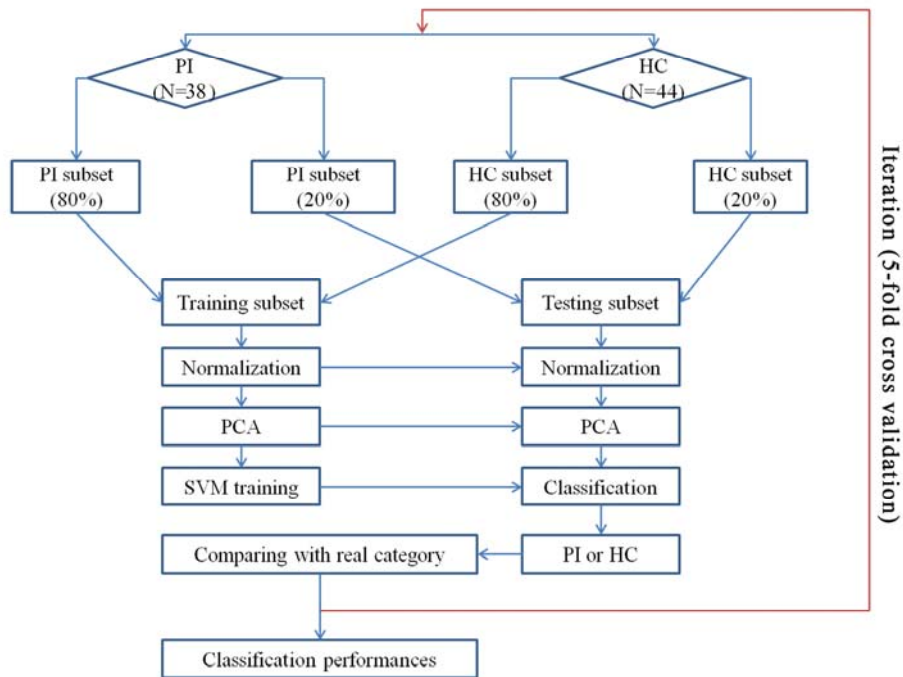 PI
(N=38)
HC
(N=44)
PI subset
(80%)
PI subset
(20%)
HC subset
(80%)
HC subset
(20%)
Training subset
Testing subset
Normalization
Normalization
PCA
PCA
SVM training
Classification
Comparing with real category
PI or HC
Classification performances
Iteration (5-fold cross validation)